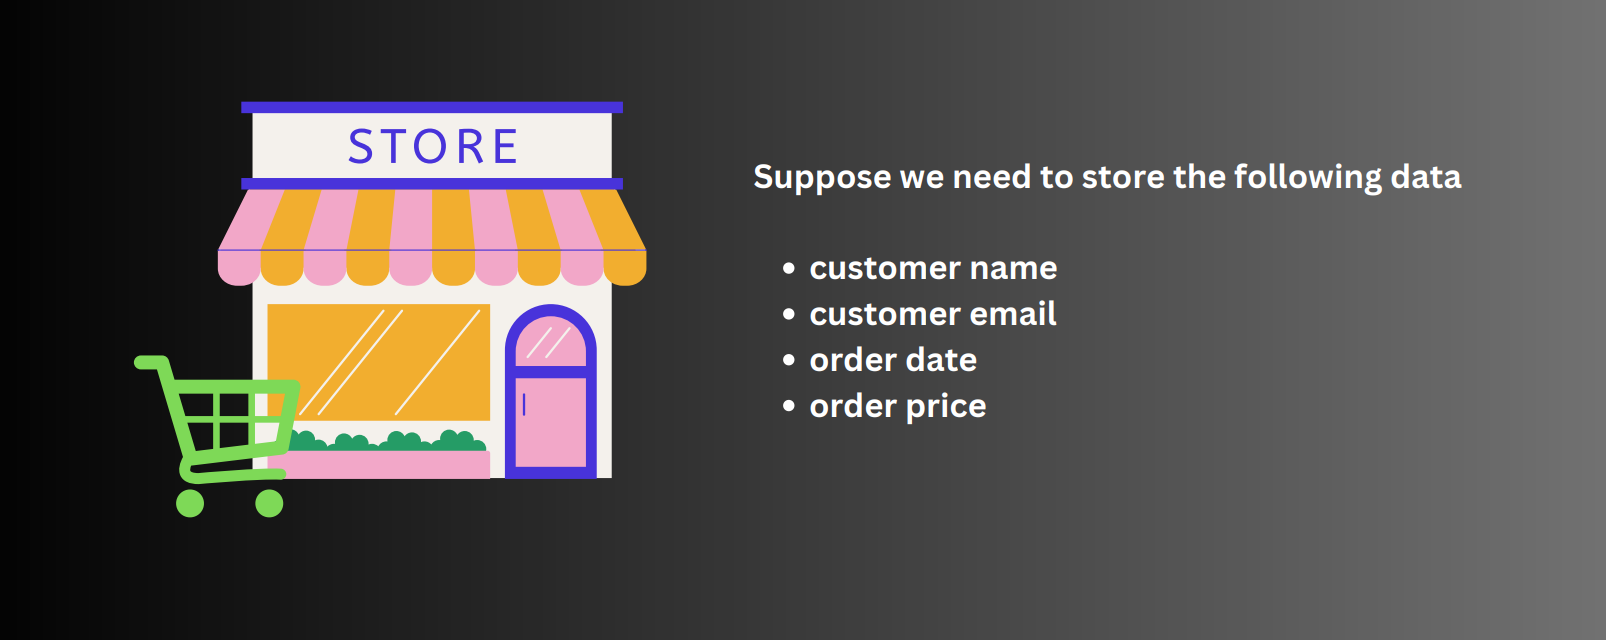 STORE
Suppose we need to store the following data
• customer name
• customer email
• order date
• order price